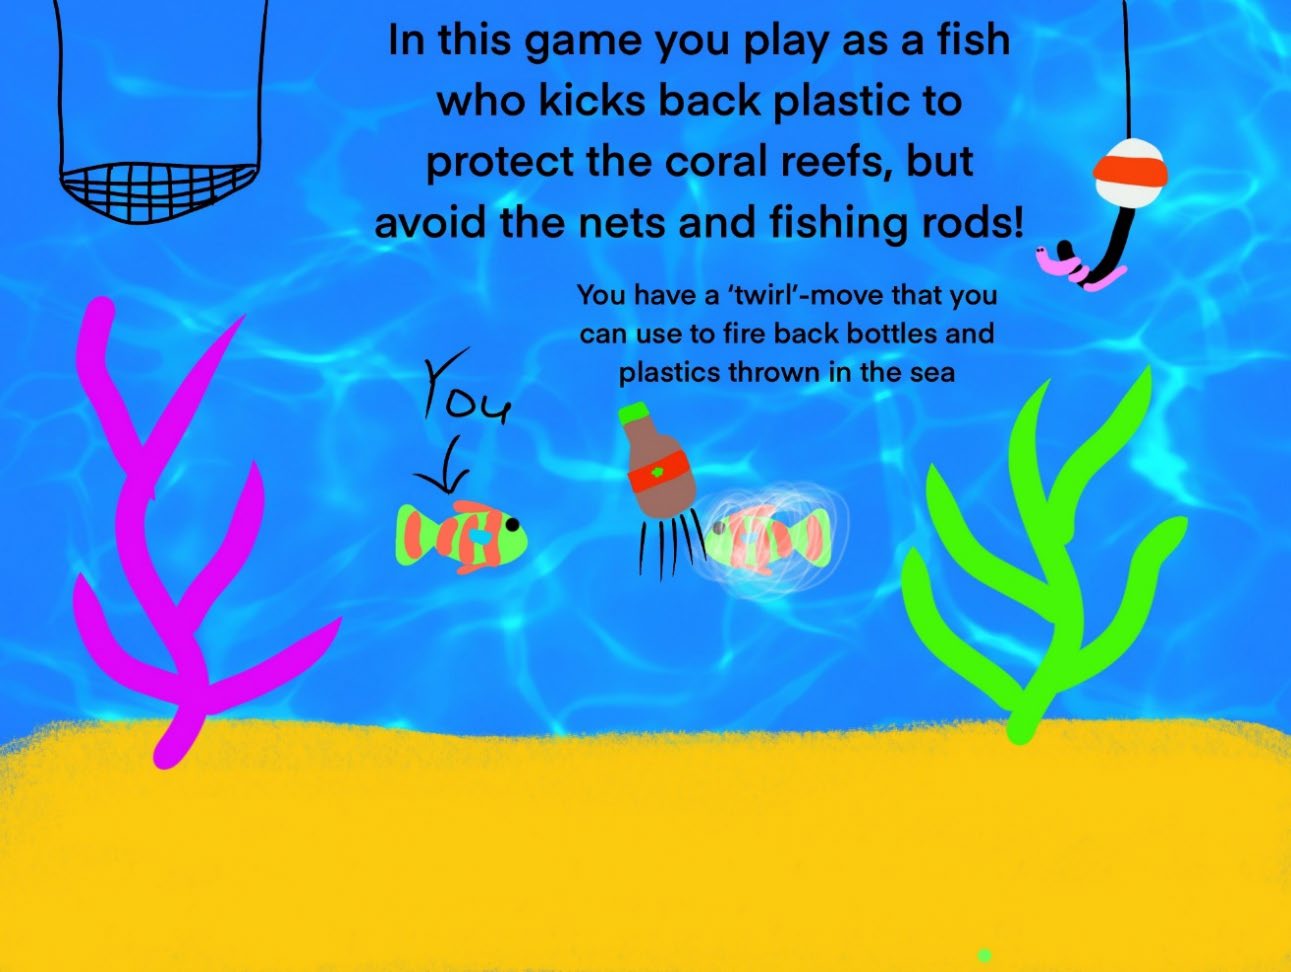 In this game you play as a fish
who kicks back plastic to
protect the coral reefs, but
avoid the nets and fishing rods!
You have a ‘twirl’-move that you
can use to fire back bottles and
plastics thrown in the sea
You